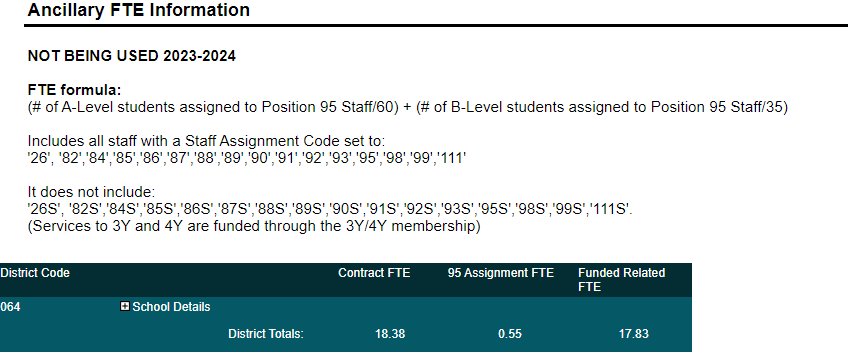 Ancillary FTE Information
NOT BEING USED 2023-2024
FTE formula:
(# of A-Level students assigned to Position 95 Staff/60) + (# of B-Level students assigned to Position 95 Staff/35)
Includes all staff with a Staff Assignment Code set to:
'26', '82','84','85','86','87','88','89','90','91','92','93','95','98','99','111'
It does not include:
'26S', '82S','84S','85S','86S','87S','88S','89S','90S','91S','92S','93S','95S','98S','99S','111S'.
(Services to 3Y and 4Y are funded through the 3Y/4Y membership)
District Code Contract FTE 95 Assignment FTE Funded Related
FTE
064 School Details
District Totals: 18.38 0.55 17.83